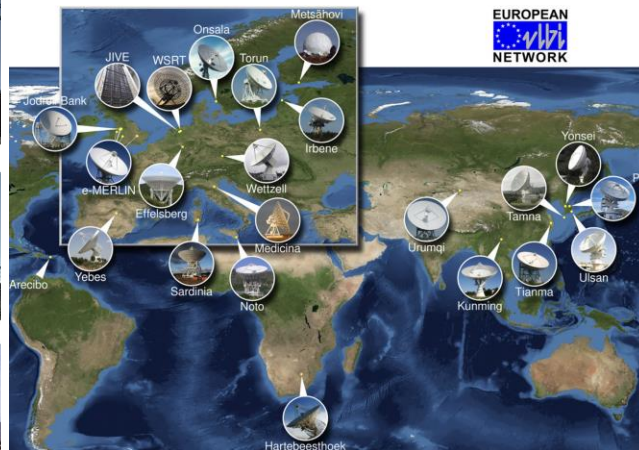 EUROPEAN
vlbi
NETWORK
Metsähovi
Onsala
JIVE
WSRT
Torun
Jodrell Bank
Irbene
e-MERLIN
Wettzell
Effelsberg
Medicina
Yebes
Sardinia
Noto
Arecibo
Hartebeesthoek
Yonsei
Tamna
Urumqi
Ulsan
Kunming
Tianma